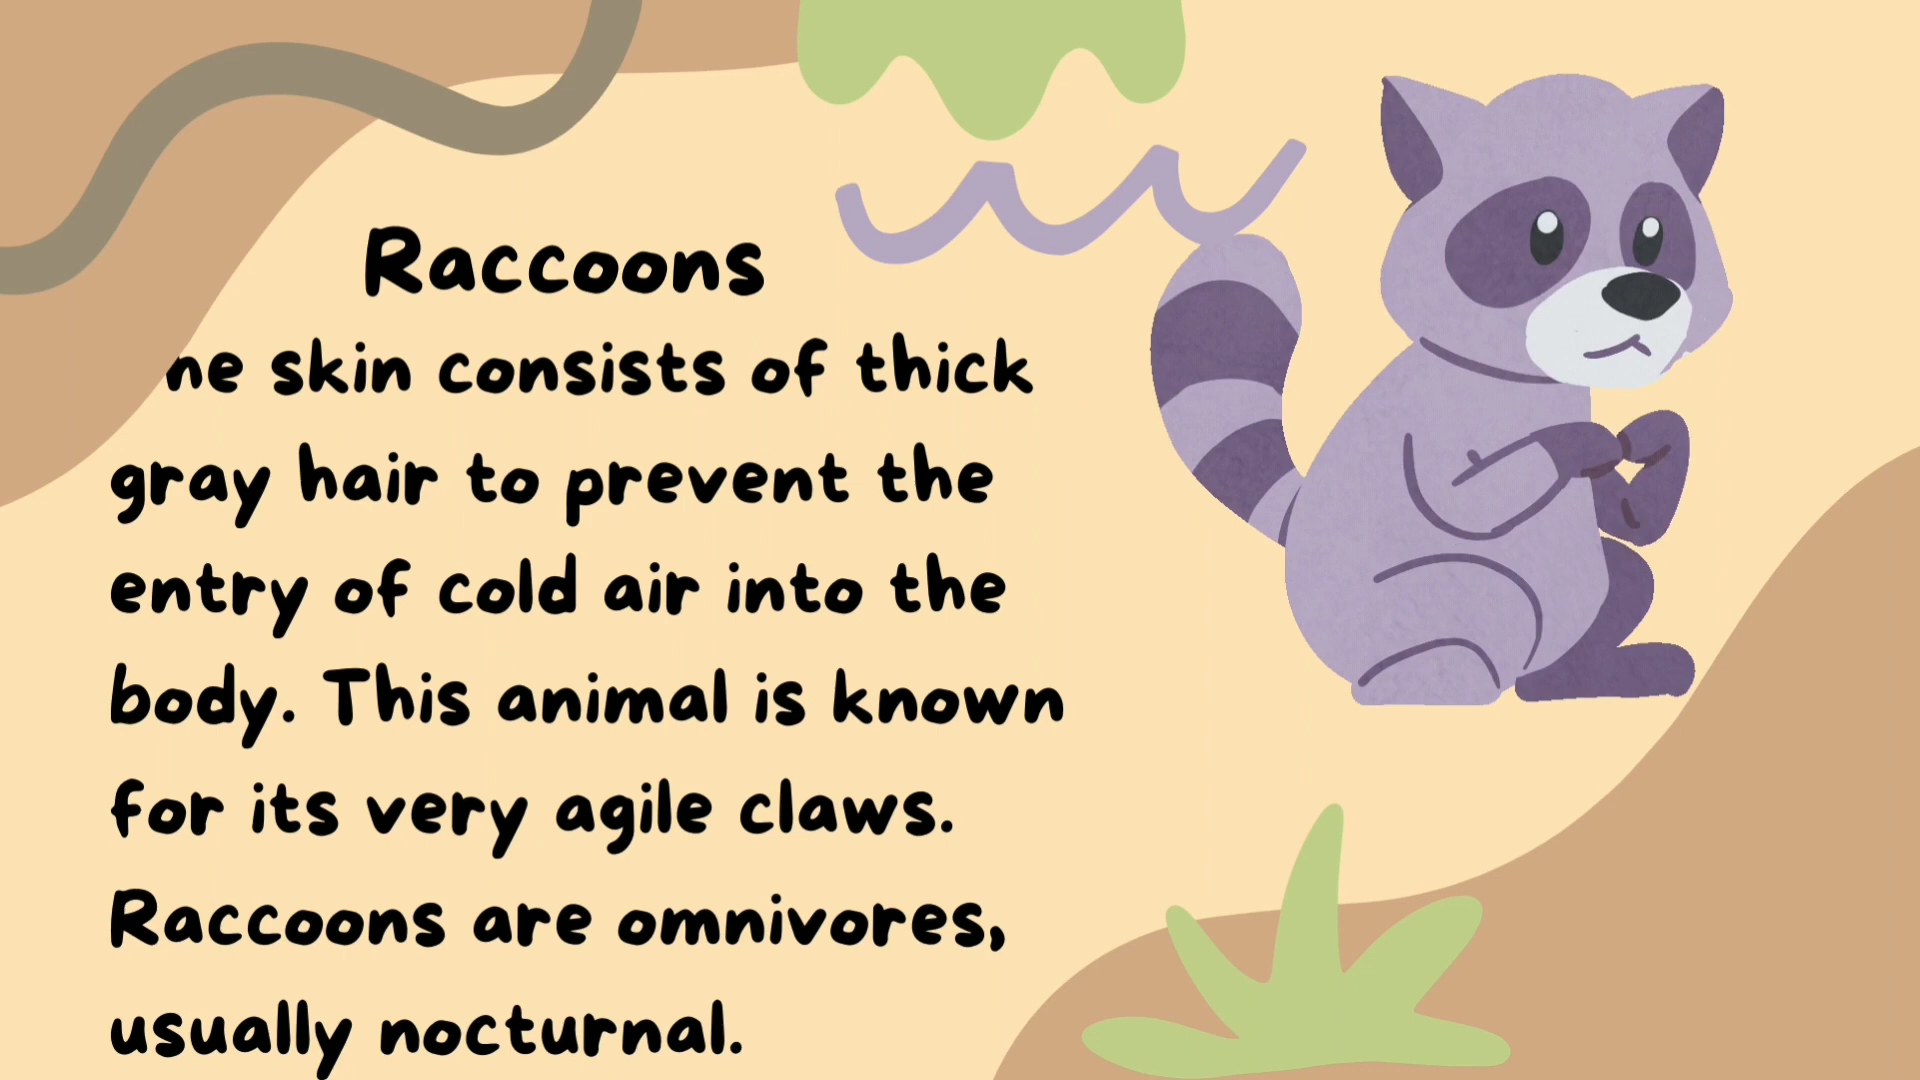 Raccoons
skin consists of thick
gray hair to prevent the
entry of cold air into the
body. This animal is known
for its very agile claws.
Raccoons are omnivores,
usually nocturnal.